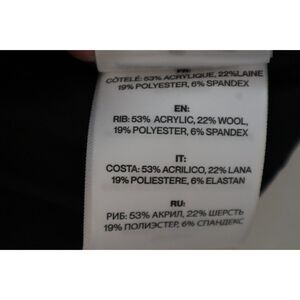 FR:
CÔTELÉ: 53% ACRYLIQUE, 22%LAINE
19% POLYESTER, 6% SPANDEX
EN:
RIB: 53% ACRYLIC, 22% WOOL,
19% POLYESTER, 6% SPANDEX
IT:
COSTA: 53% ACRILICO, 22% LANA
19% POLIESTERE, 6% ELASTAN
RU:
РИБ: 53% АКРИЛ, 22% ШЕРСТЬ
19% ПОЛИЭСТЕР, 6% СПАНДЕКС